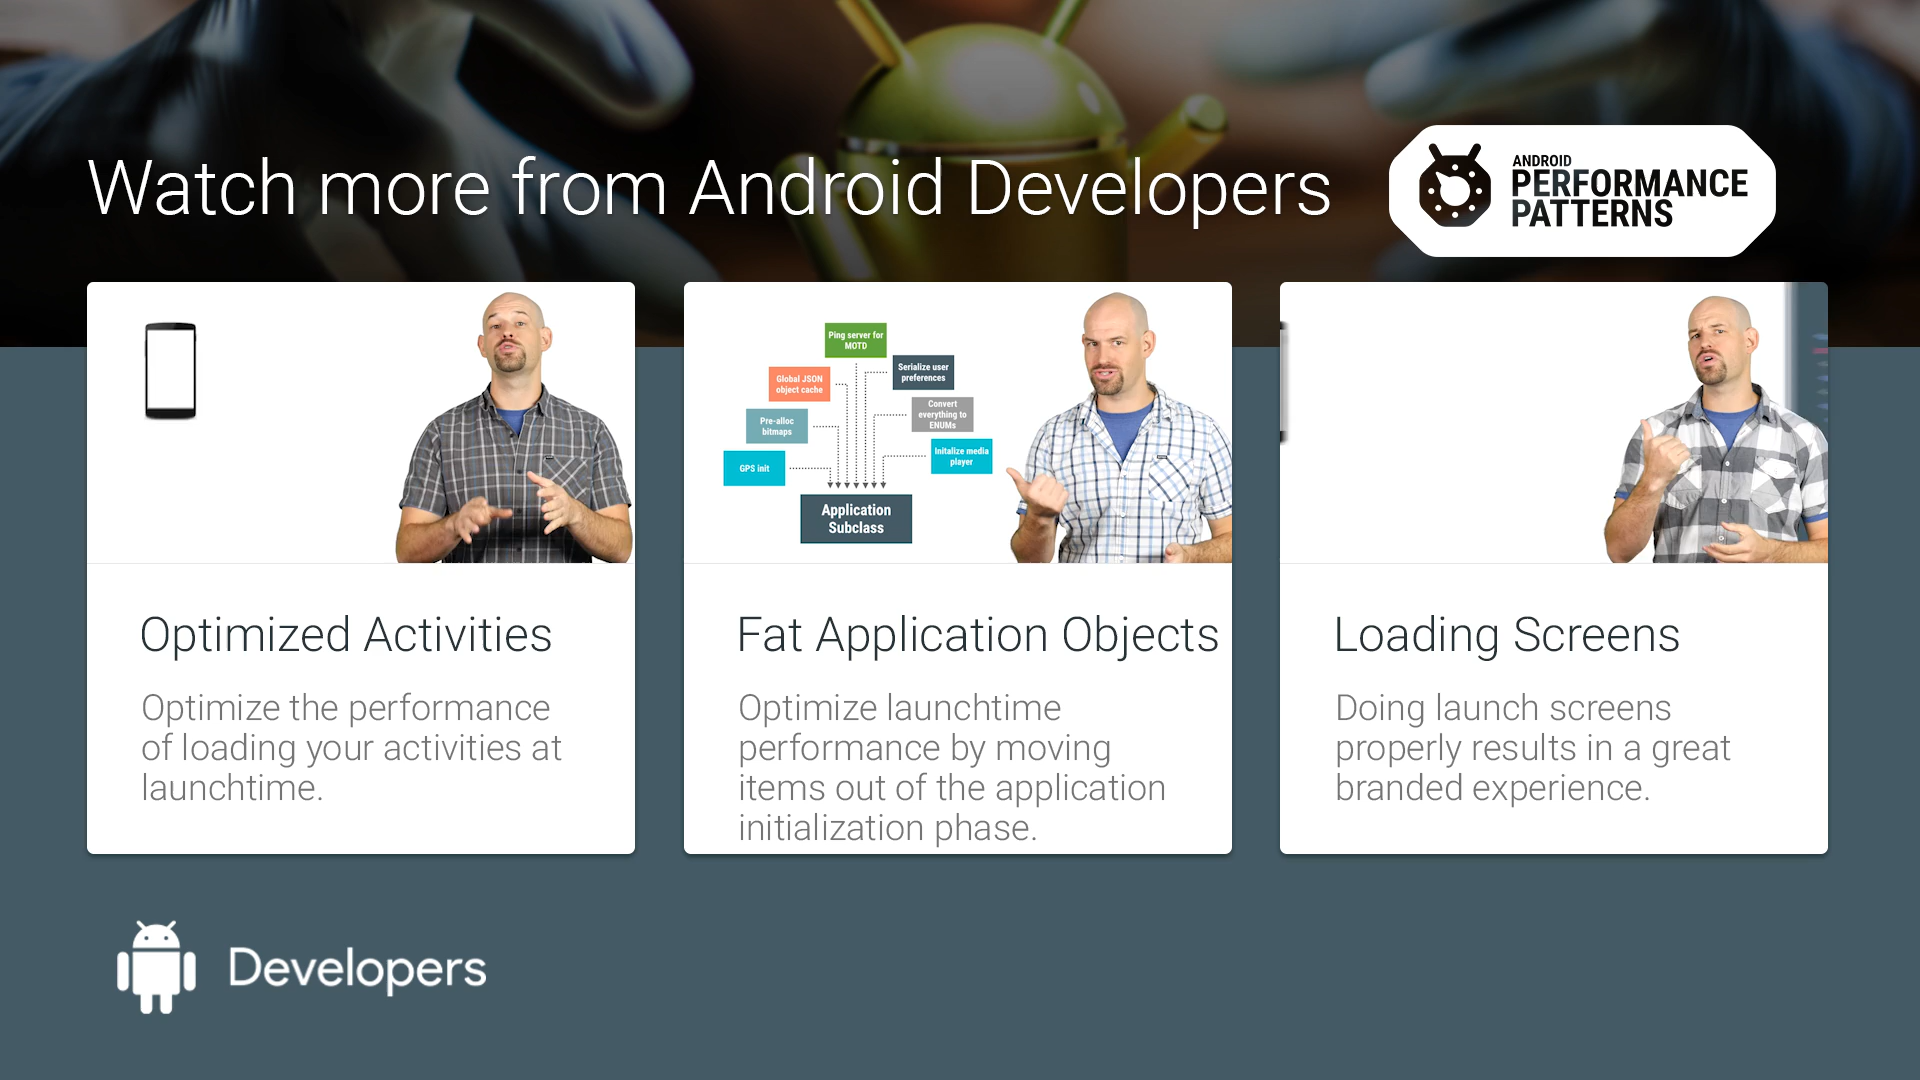 Watch more from Android Developers
ANDROID
PERFORMANCE
PATTERNS
Ping server for
MOTD
Global JSON
object cache
Serialize user
preferences
Pre-alloc
bitmaps
Convert
everything to
ENUMs
GPS init
Initalize media
player
Application
Subclass
Optimized Activities
Optimize the performance
of loading your activities at
launchtime.
Fat Application Objects
Optimize launchtime
performance by moving
items out of the application
initialization phase.
Loading Screens
Doing launch screens
properly results in a great
branded experience.
Developers